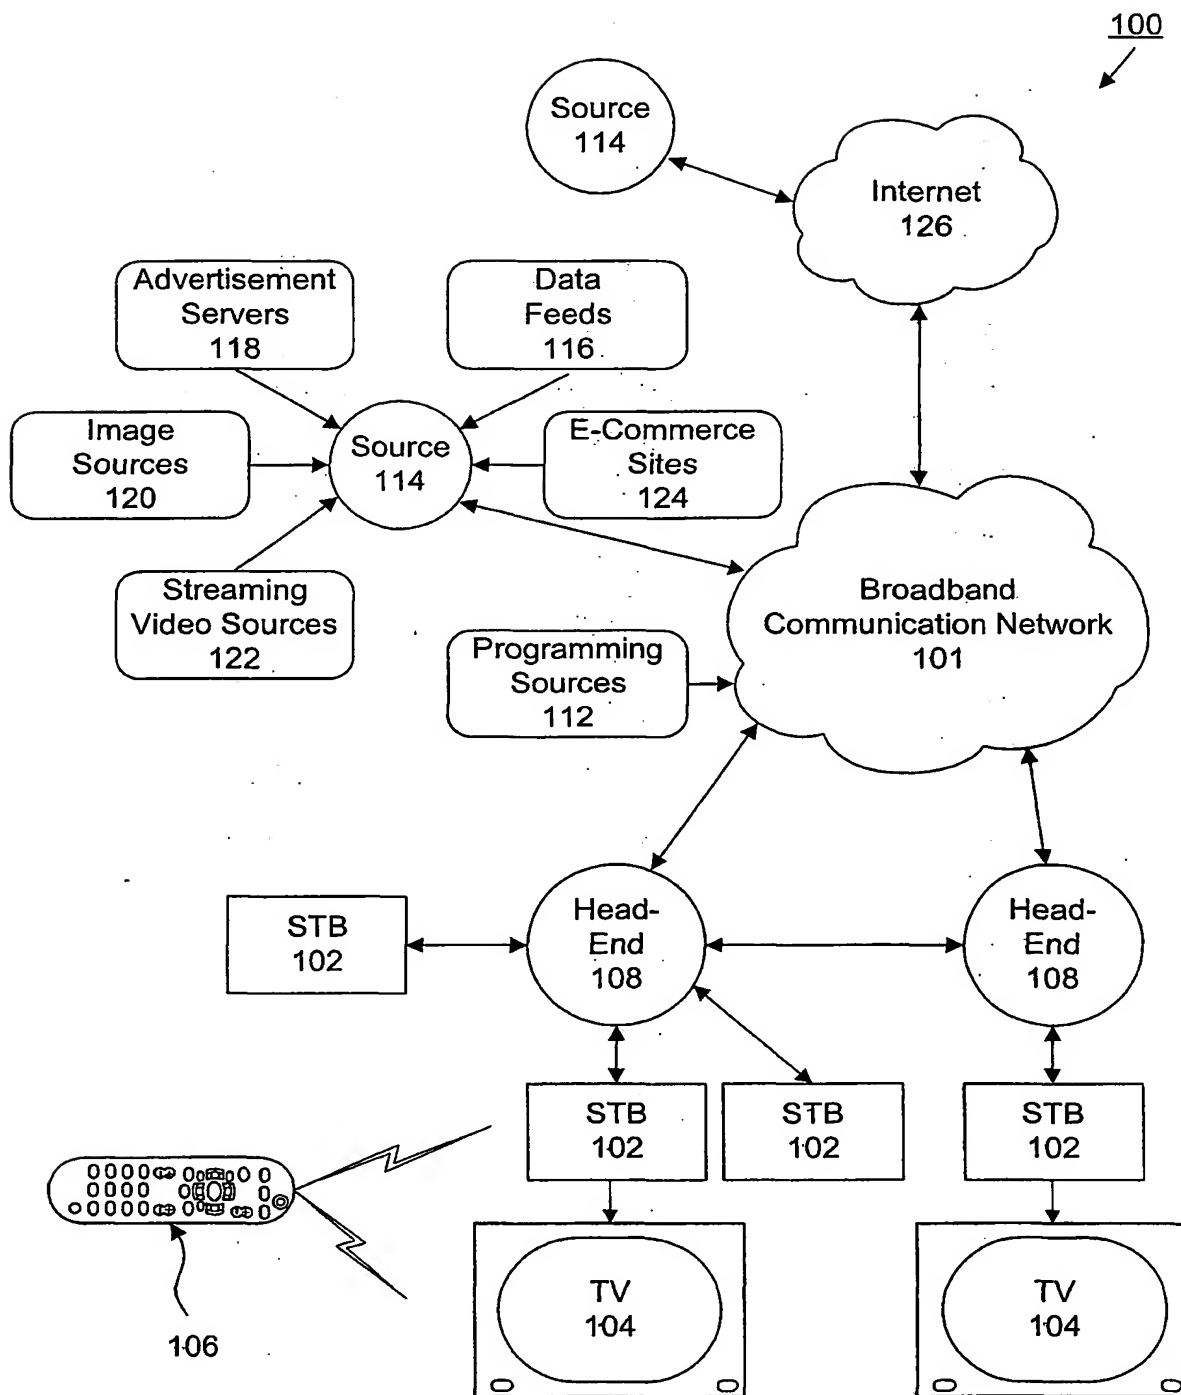 100
Source
114
Internet
126
Advertisement
Servers
118
Data
Feeds
116
Image
Sources
120
Source
114
E-Commerce
Sites
124
Streaming
Video Sources
122
Broadband
Communication Network
101
Programming
Sources
112
STB
102
Head-
End
108
Head-
End
108
STB
102
STB
102
STB
102
106
TV
104
TV
104